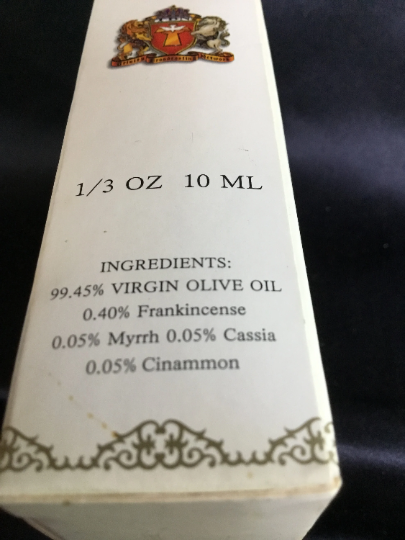 1/3 OZ 10 ML
INGREDIENTS:
99.45% VIRGIN OLIVE OIL
0.40% Frankincense
0.05% Myrrh 0.05% Cassia
0.05% Cinammon